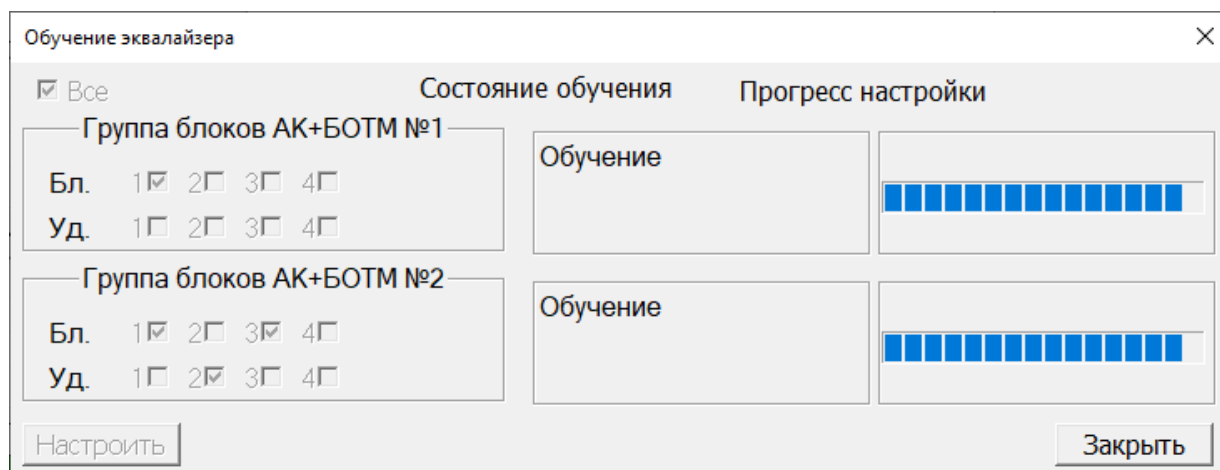 Обучение эквалайзера
Все
Состояние обучения
Прогресс настройки
Группа блоков АК+БОТМ №1
Бл. 1 2 3 4
Уд. 1 2 3 4
Обучение
Группа блоков АК+БОТМ №2
Бл. 1 2 3 4
Уд. 1 2 3 4
Обучение
Настроить
Закрыть